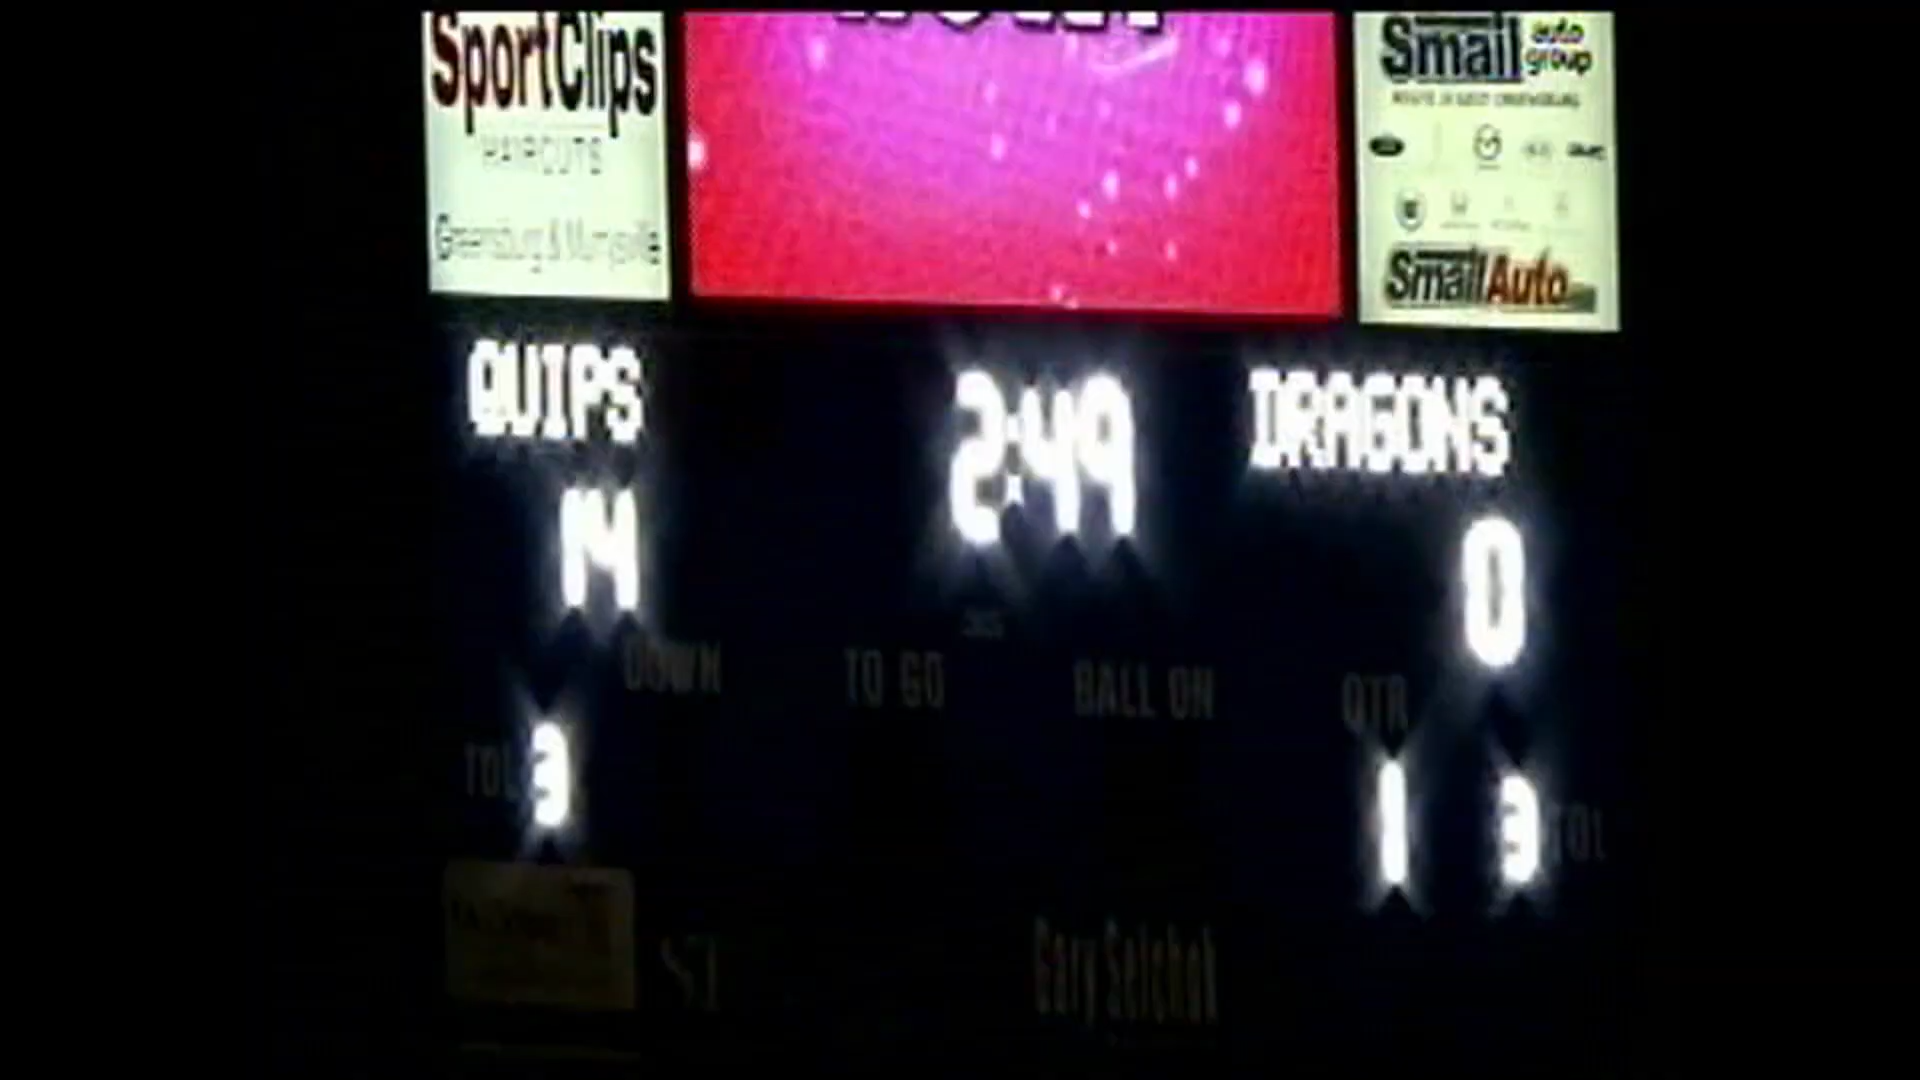 SportClips
HAIRCUTS
Greensburg & Murrysville
Smail auto group
SmailAuto
QUIPS
2:49
DRAGONS
14
0
DOWN
TO GO
BALL ON
QTR
TOL 3
1
3 TOL
Gary Selchok